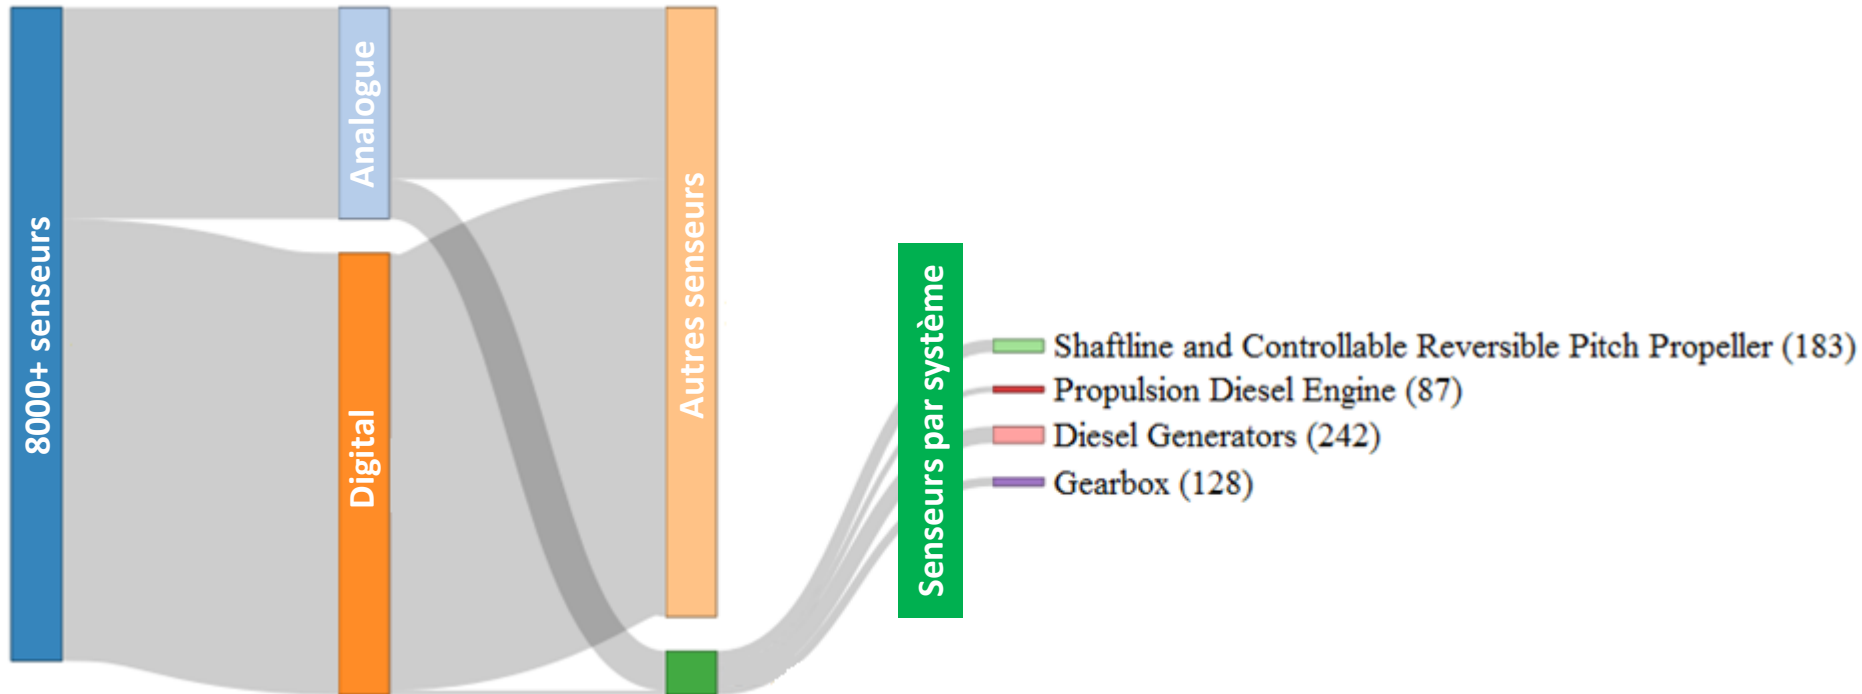 8000+ senseurs
Analogue
Digital
Autres senseurs
Senseurs par système
Shaftline and Controllable Reversible Pitch Propeller (183)
Propulsion Diesel Engine (87)
Diesel Generators (242)
Gearbox (128)